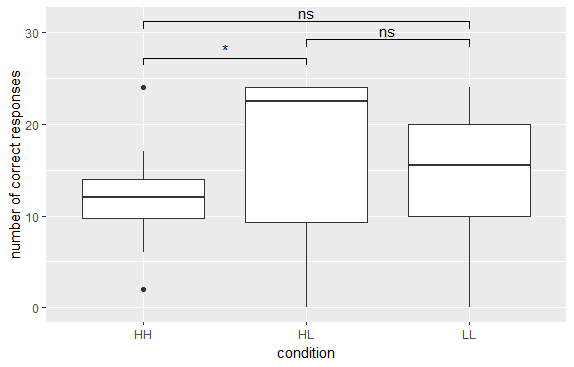 ns
ns
*
30
20
10
0
number of correct responses
HH HL LL
condition